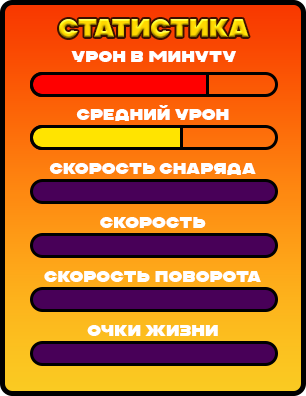 СТАТИСТИКА
УРОН В МИНУТУ
СРЕДНИЙ УРОН
СКОРОСТЬ СНАРЯДА
СКОРОСТЬ
СКОРОСТЬ ПОВОРОТА
ОЧКИ ЖИЗНИ